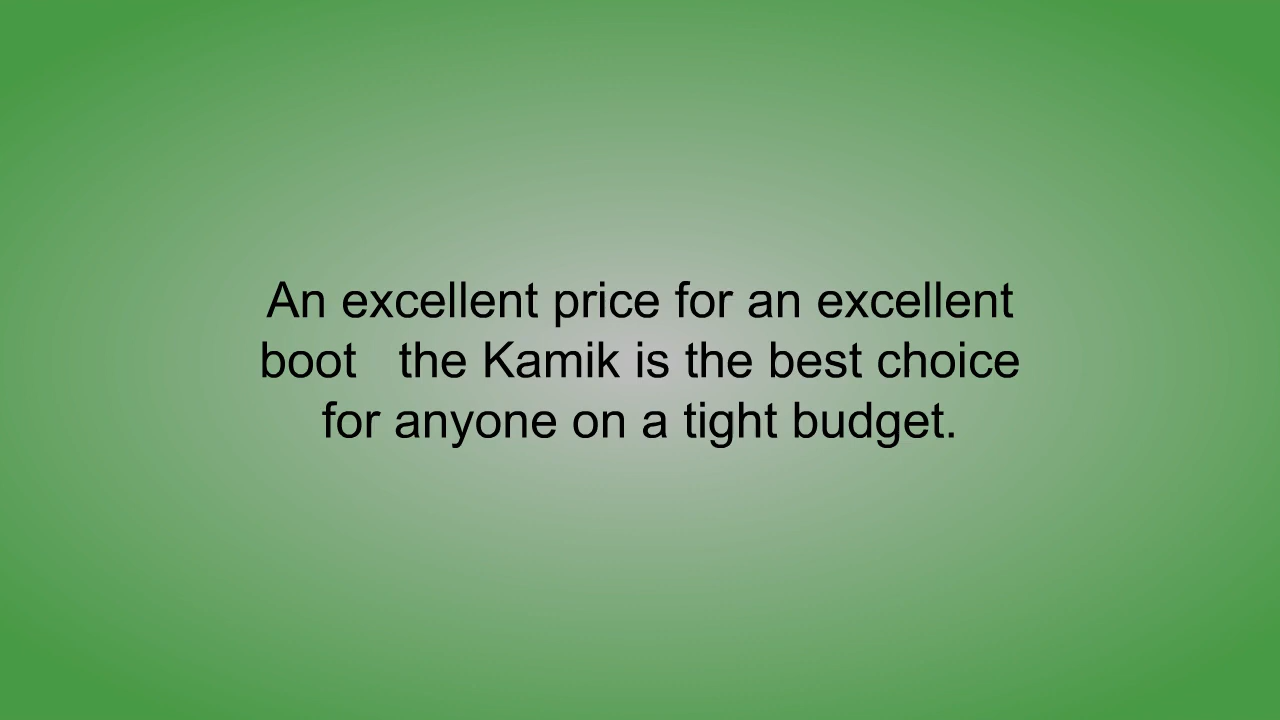 An excellent price for an excellent
boot   the Kamik is the best choice
for anyone on a tight budget.